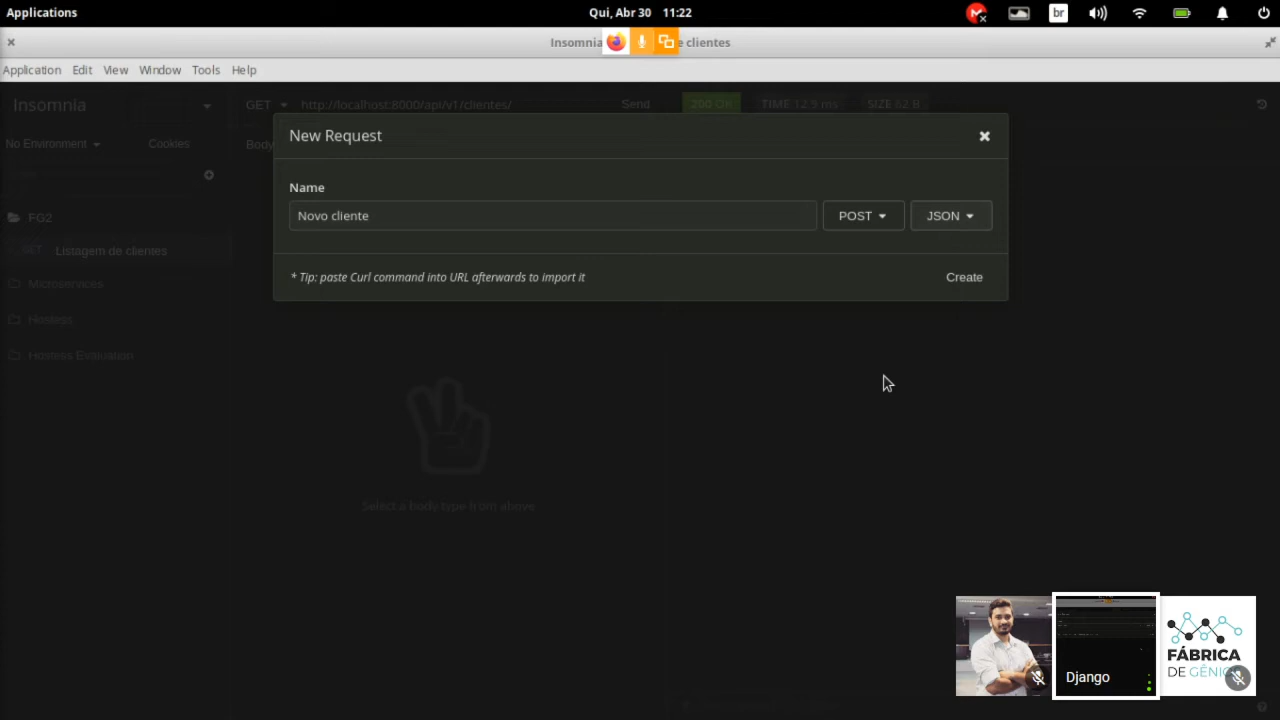 Applications
Qui, Abr 30 11:22
br
Insomnia
e clientes
Application Edit View Window Tools Help
Insomnia
GET http://localhost:8000/api/v1/clientes/ Send
200 OK TIME 12.9 ms SIZE 62 B
New Request
No Environment Cookies
Body
Name
Novo cliente POST JSON
FG2
GET Listagem de clientes
* Tip: paste Curl command into URL afterwards to import it
Create
Microservices
Hostess
Hostess Evaluation
Select a body type from above
Django
FÁBRICA
DE